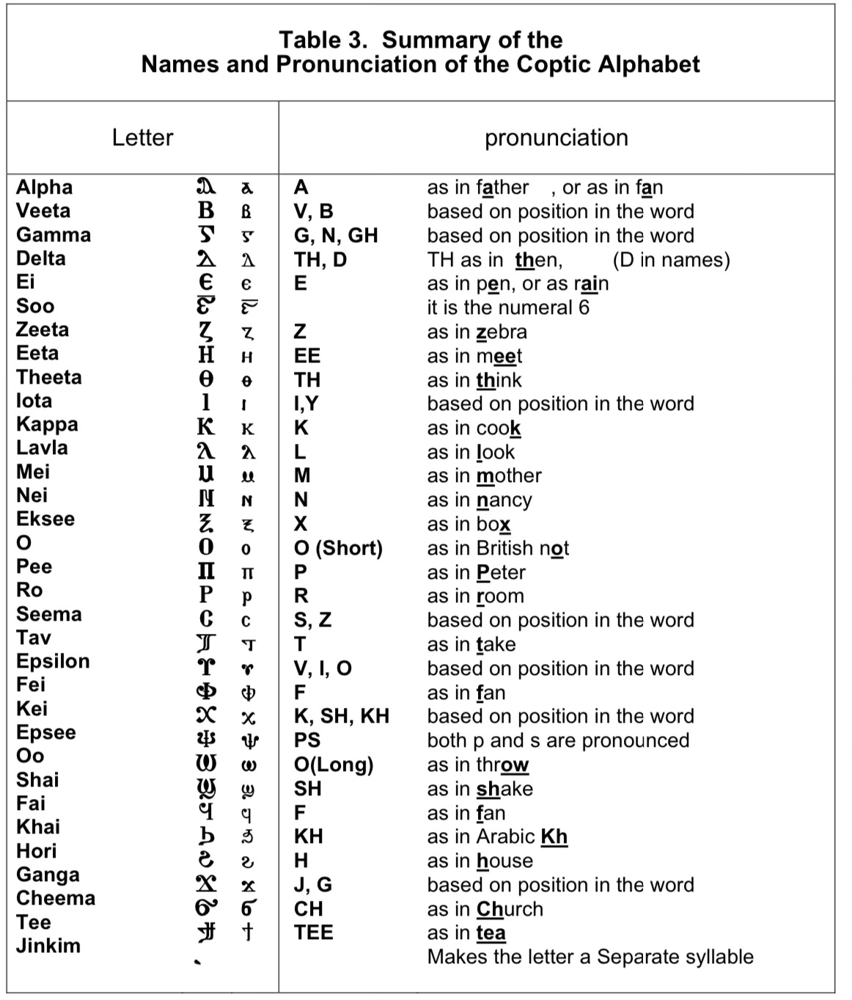 Table 3. Summary of the
Names and Pronunciation of the Coptic Alphabet
Letter pronunciation
Alpha Ⲁ ⲁ A as in father , or as in fan
Veeta Ⲃ ⲃ V, B based on position in the word
Gamma Ⲅ ⲅ G, N, GH based on position in the word
Delta Ⲇ ⲇ TH, D TH as in then, (D in names)
Ei Ⲉ ⲉ E as in pen, or as rain
Soo Ⲋ̅ ⲋ̅ it is the numeral 6
Zeeta Ⲍ ⲍ Z as in zebra
Eeta Ⲏ ⲏ EE as in meet
Theeta Ⲑ ⲑ TH as in think
Iota Ⲓ ⲓ I,Y based on position in the word
Kappa Ⲕ ⲕ K as in cook
Lavla Ⲗ ⲗ L as in look
Mei Ⲙ ⲙ M as in mother
Nei Ⲛ ⲛ N as in nancy
Eksee Ⲝ ⲝ X as in box
O Ⲟ ⲟ O (Short) as in British not
Pee Ⲡ ⲡ P as in Peter
Ro Ⲣ ⲣ R as in room
Seema Ⲥ ⲥ S, Z based on position in the word
Tav Ⲧ ⲧ T as in take
Epsilon Ⲩ ⲩ V, I, O based on position in the word
Fei Ⲫ ⲫ F as in fan
Kei Ⲭ ⲭ K, SH, KH based on position in the word
Epsee Ⲯ ⲯ PS both p and s are pronounced
Oo Ⲱ ⲱ O(Long) as in throw
Shai Ϣ ϣ SH as in shake
Fai Ϥ ϥ F as in fan
Khai Ϧ ϧ KH as in Arabic Kh
Hori Ϩ ϩ H as in house
Ganga Ϫ ϫ J, G based on position in the word
Cheema Ϭ ϭ CH as in Church
Tee Ϯ ϯ TEE as in tea
Jinkim ˋ Makes the letter a Separate syllable